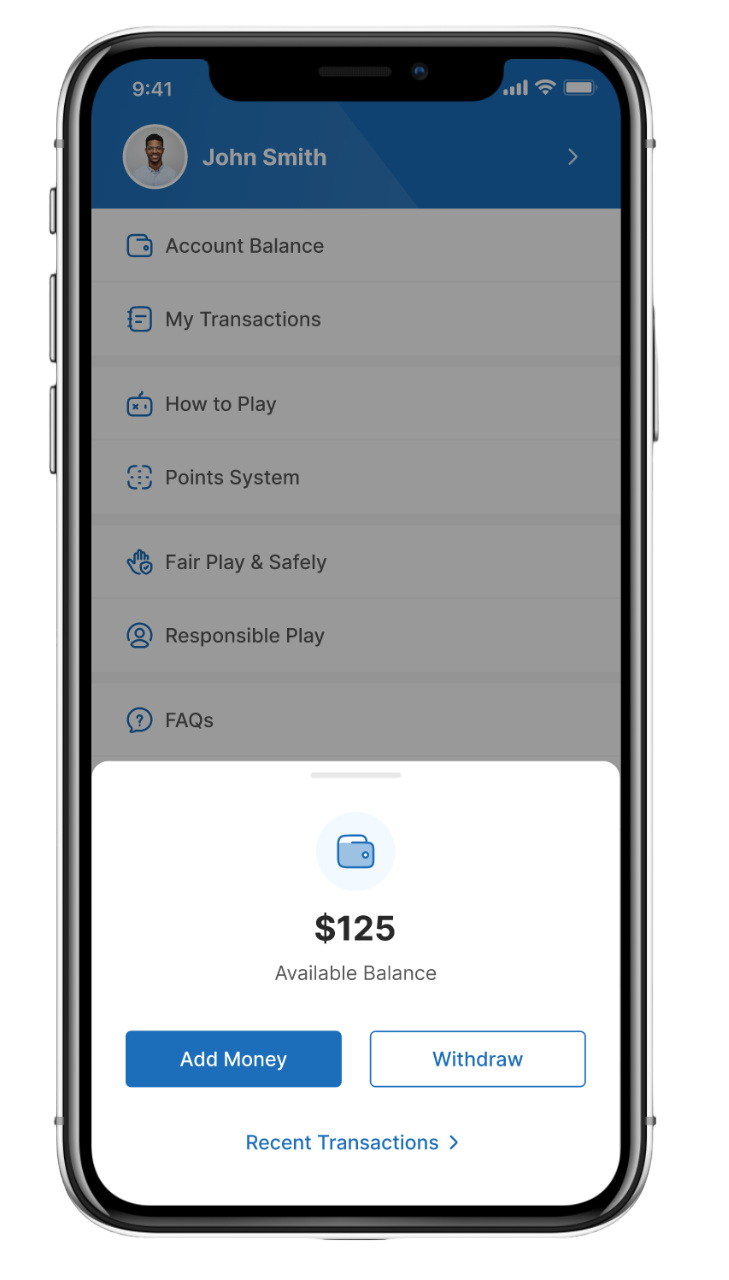 9:41
John Smith
Account Balance
My Transactions
How to Play
Points System
Fair Play & Safely
Responsible Play
FAQs
$125
Available Balance
Add Money
Withdraw
Recent Transactions